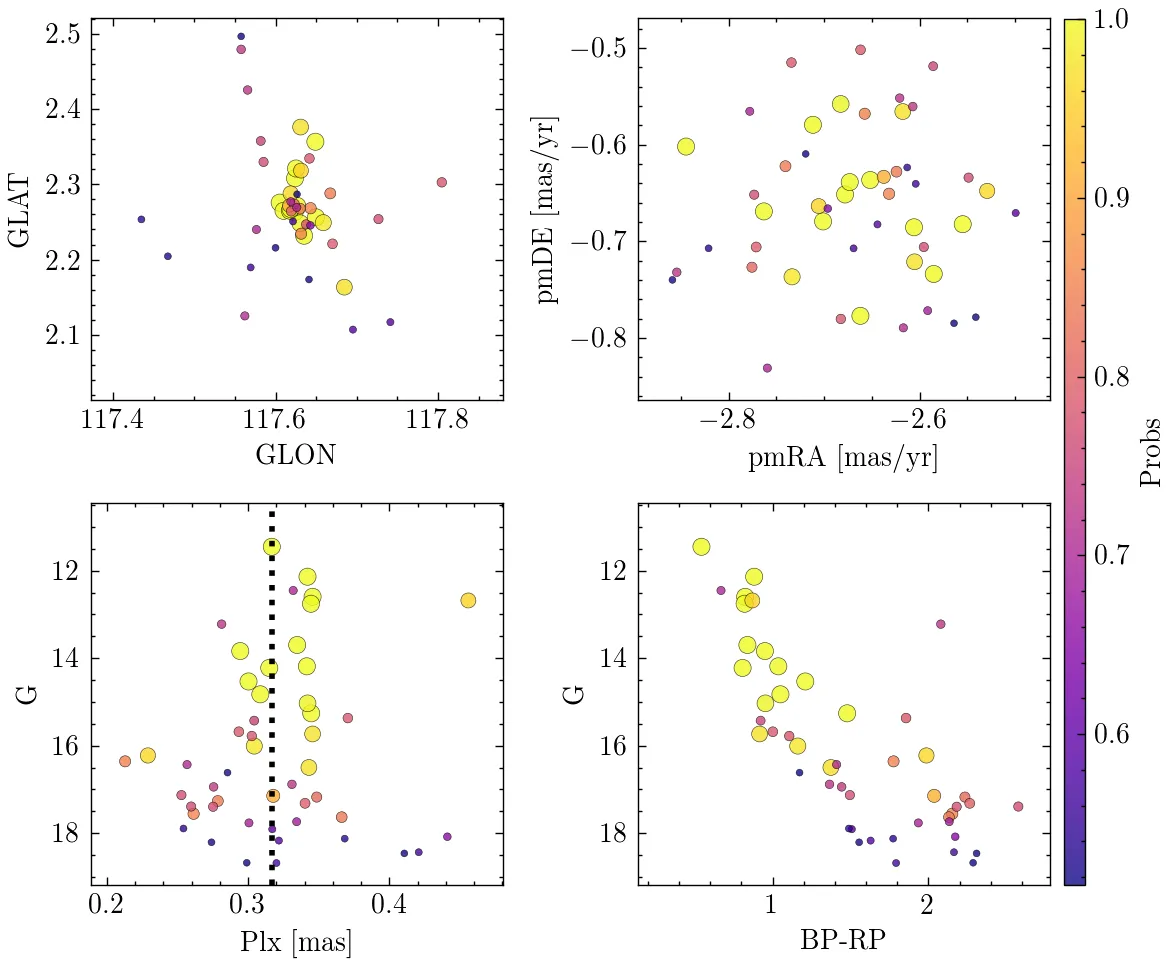 2.5
2.4
2.3
2.2
2.1
GLAT
117.4 117.6 117.8
GLON
−0.5
−0.6
−0.7
−0.8
pmDE [mas/yr]
−2.8 −2.6
pmRA [mas/yr]
1.0
0.9
0.8
0.7
0.6
Probs
12
14
16
18
G
0.2 0.3 0.4
Plx [mas]
12
14
16
18
G
1 2
BP-RP